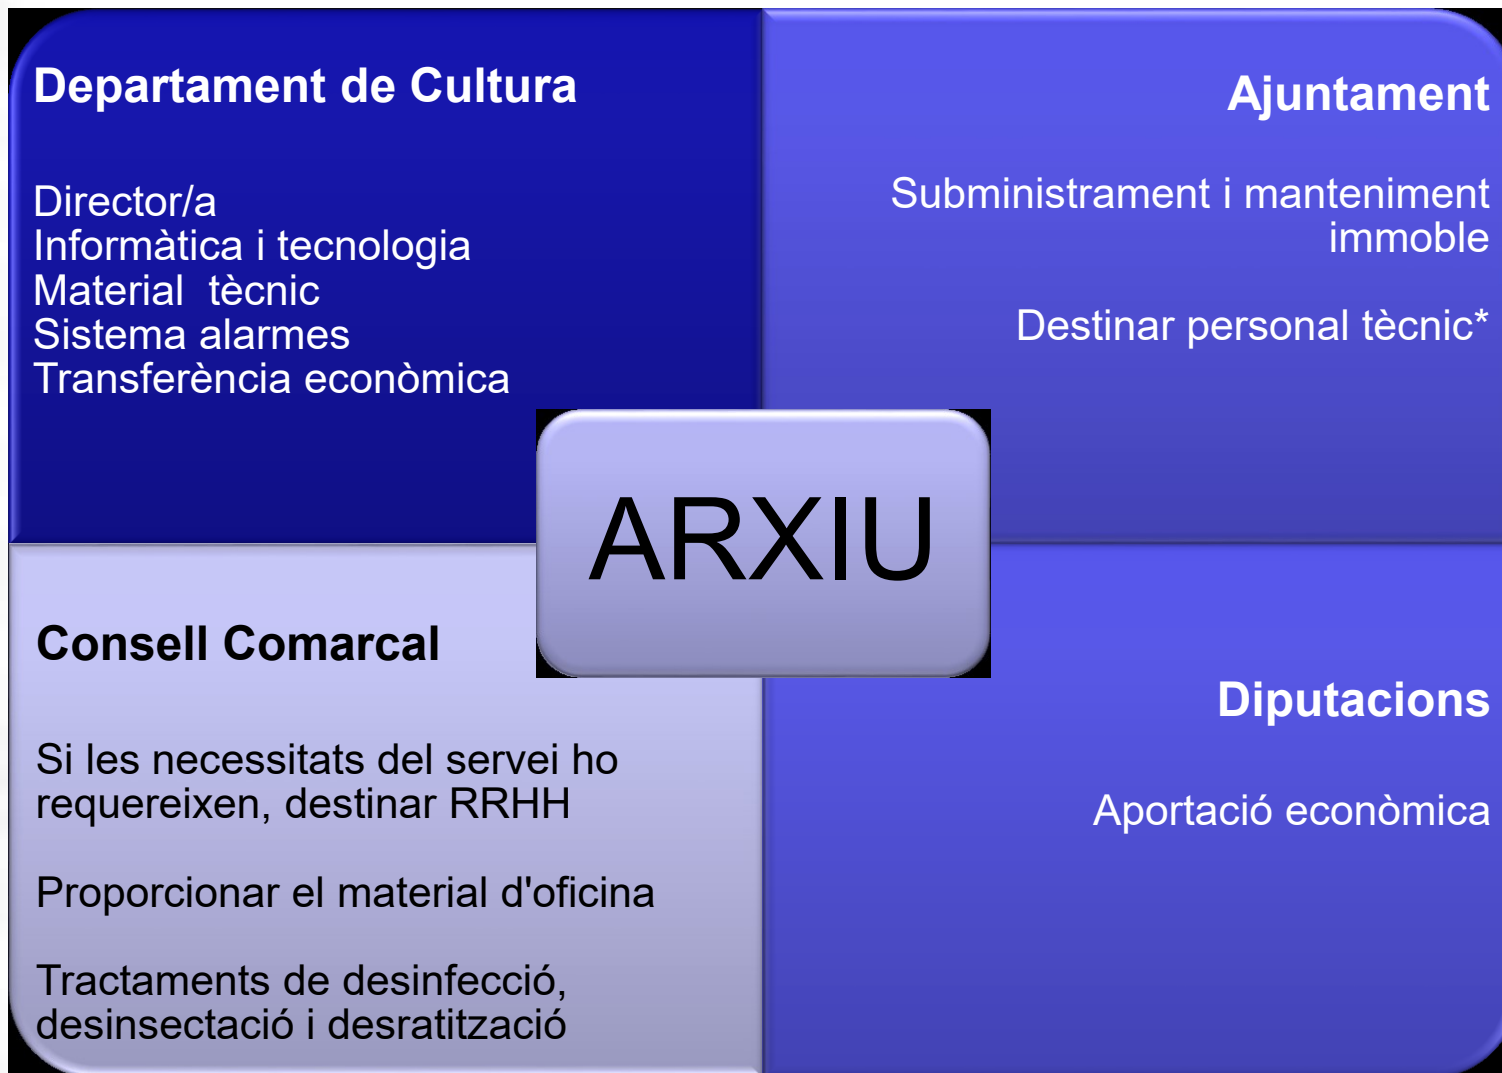 Departament de Cultura
Director/a
Informàtica i tecnologia
Material  tècnic
Sistema alarmes
Transferència econòmica
Ajuntament
Subministrament i manteniment
immoble
Destinar personal tècnic*
ARXIU
Consell Comarcal
Si les necessitats del servei ho
requereixen, destinar RRHH
Proporcionar el material d'oficina
Tractaments de desinfecció,
desinsectació i desratització
Diputacions
Aportació econòmica